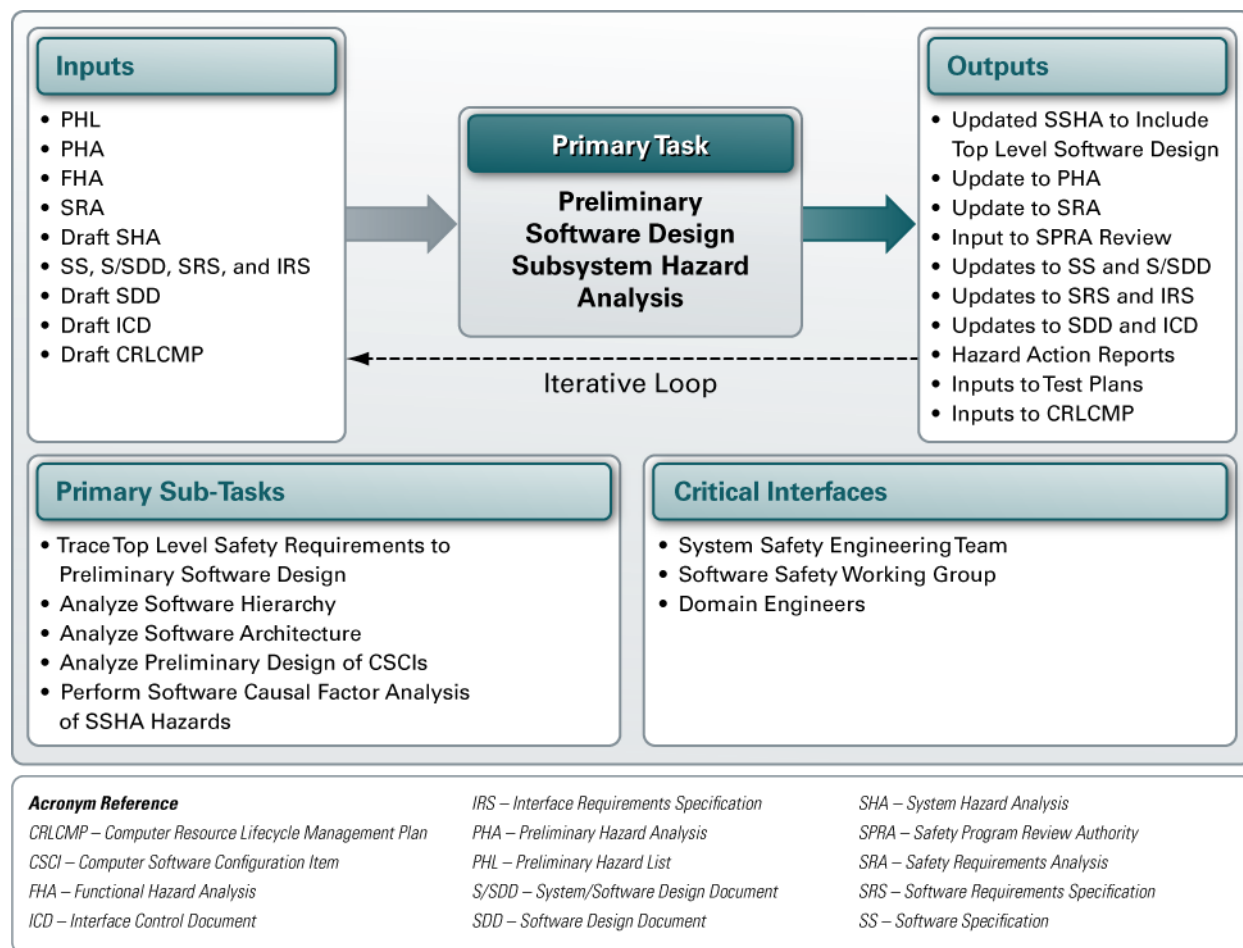 Inputs
• PHL
• PHA
• FHA
• SRA
• Draft SHA
• SS, S/SDD, SRS, and IRS
• Draft SDD
• Draft ICD
• Draft CRLCMP
Primary Task
Preliminary
Software Design
Subsystem Hazard
Analysis
Iterative Loop
Outputs
• Updated SSHA to Include
Top Level Software Design
• Update to PHA
• Update to SRA
• Input to SPRA Review
• Updates to SS and S/SDD
• Updates to SRS and IRS
• Updates to SDD and ICD
• Hazard Action Reports
• Inputs to Test Plans
• Inputs to CRLCMP
Primary Sub-Tasks
• Trace Top Level Safety Requirements to
Preliminary Software Design
• Analyze Software Hierarchy
• Analyze Software Architecture
• Analyze Preliminary Design of CSCIs
• Perform Software Causal Factor Analysis
of SSHA Hazards
Critical Interfaces
• System Safety Engineering Team
• Software Safety Working Group
• Domain Engineers
Acronym Reference
CRLCMP – Computer Resource Lifecycle Management Plan
CSCI – Computer Software Configuration Item
FHA – Functional Hazard Analysis
ICD – Interface Control Document
IRS – Interface Requirements Specification
PHA – Preliminary Hazard Analysis
PHL – Preliminary Hazard List
S/SDD – System/Software Design Document
SDD – Software Design Document
SHA – System Hazard Analysis
SPRA – Safety Program Review Authority
SRA – Safety Requirements Analysis
SRS – Software Requirements Specification
SS – Software Specification